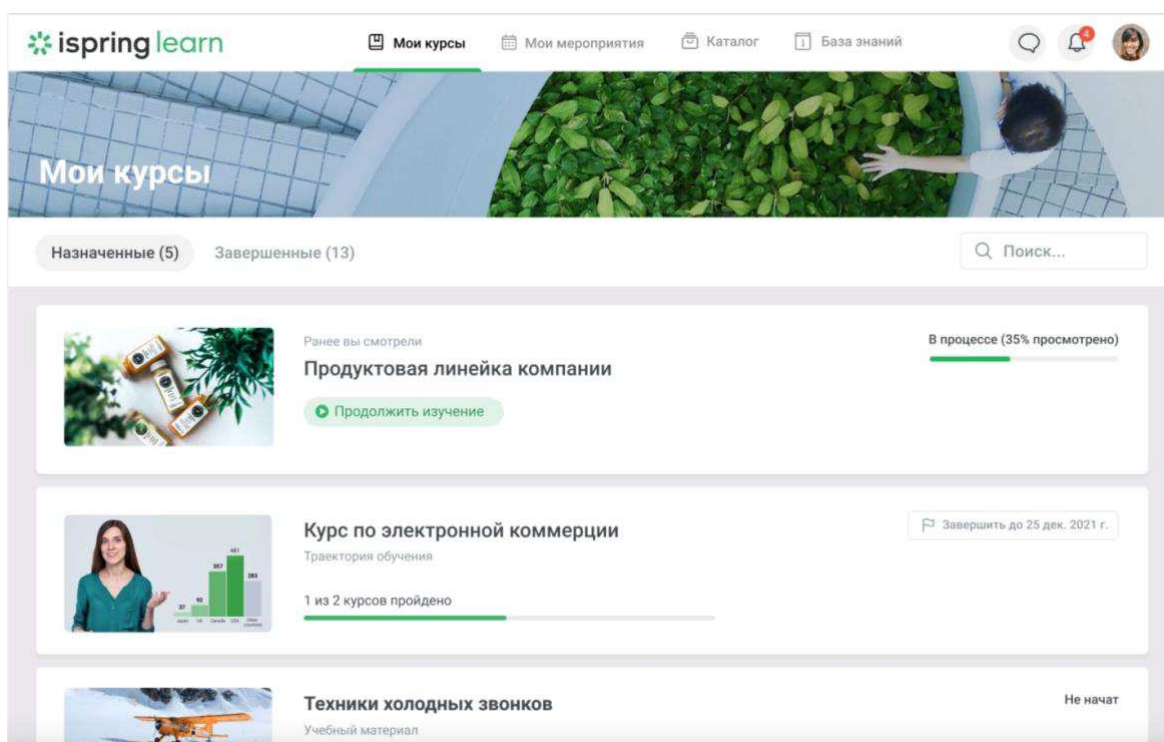 ispring learn
Мои курсы
Мои мероприятия
Каталог
База знаний
4
Мои курсы
Назначенные (5)
Завершенные (13)
Поиск...
Ранее вы смотрели
Продуктовая линейка компании
Продолжить изучение
В процессе (35% просмотрено)
Курс по электронной коммерции
Траектория обучения
1 из 2 курсов пройдено
Завершить до 25 дек. 2021 г.
Техники холодных звонков
Учебный материал
Не начат